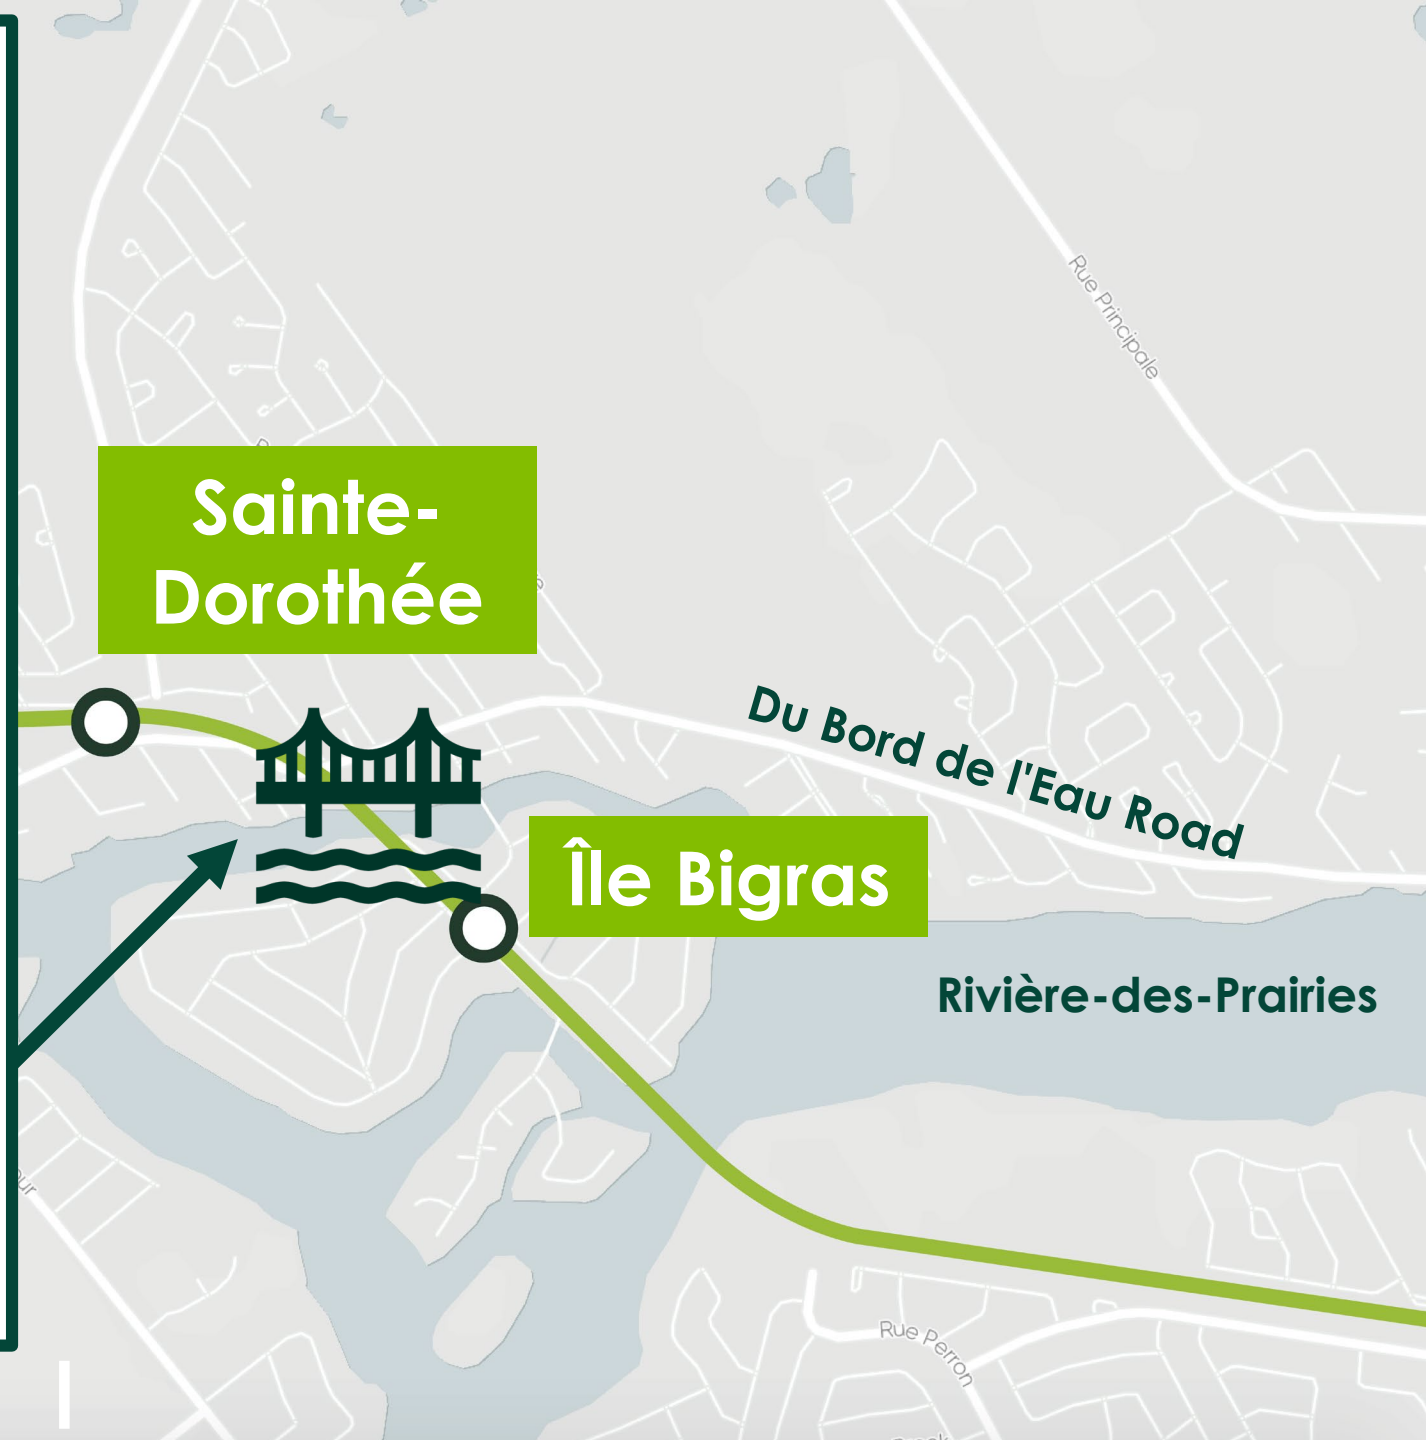 Rue Principale
Sainte-
Dorothée
Du Bord de l'Eau Road
Île Bigras
Rivière-des-Prairies
Rue Perron